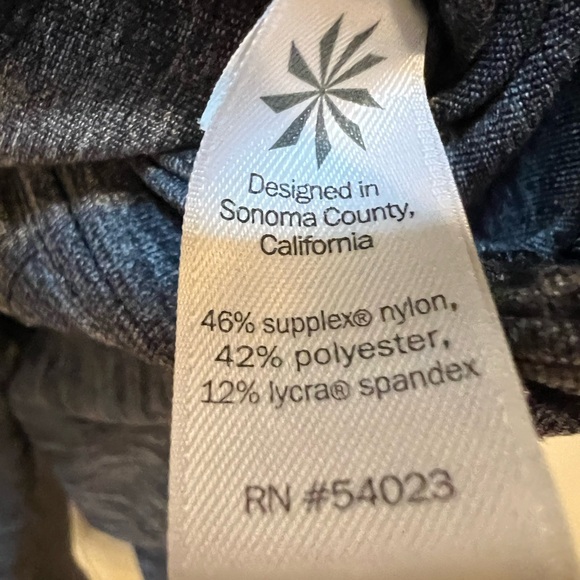 Designed in
Sonoma County,
California
46% supplex® nylon,
42% polyester,
12% lycra® spandex
RN #54023